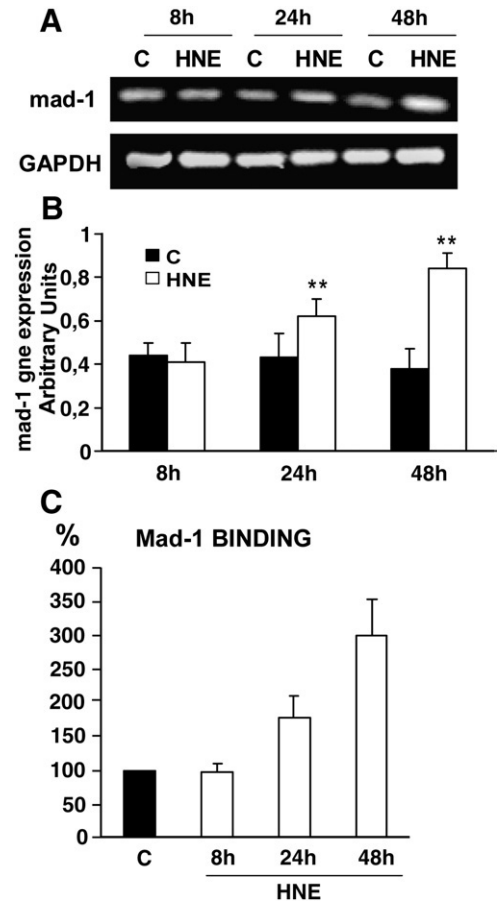 A
8h 24h 48h
C HNE C HNE C HNE
mad-1
GAPDH
B
mad-1 gne expression
Arbitrary Units
1
0,8
0,6
0,4
0,2
0
C
HNE
**
**
8h 24h 48h
C
%
Mad-1 BINDING
400
350
300
250
200
150
100
50
0
C 8h 24h 48h
HNE